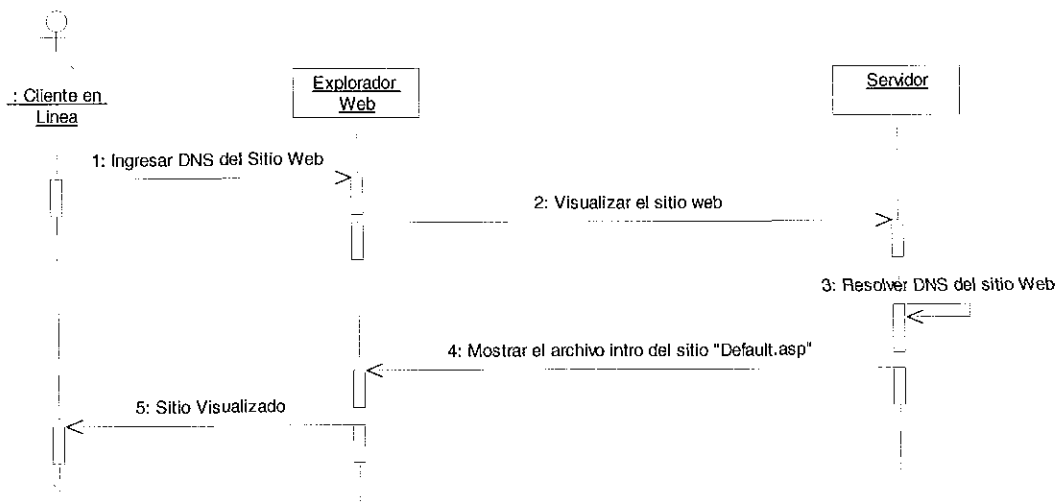 : Cliente en
Linea
Explorador
Web
Servidor
1: Ingresar DNS del Sitio Web
2: Visualizar el sitio web
3: Resolver DNS del sitio Web
4: Mostrar el archivo intro del sitio "Default.asp"
5: Sitio Visualizado